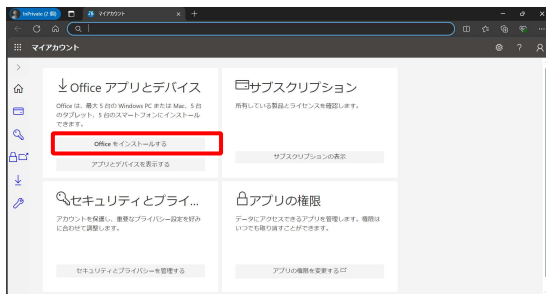 InPrivate (2 個)
マイアカウント
マイアカウント
Office アプリとデバイス
Office は、最大 5 台の Windows PC または Mac、5 台
のタブレット、5 台のスマートフォンにインストール
できます。
Office をインストールする
アプリとデバイスを表示する
サブスクリプション
所有している製品とライセンスを確認します。
サブスクリプションの表示
セキュリティとプライ...
アカウントを保護し、重要なプライバシー設定を好み
に合わせて調整します。
セキュリティとプライバシーを管理する
アプリの権限
データにアクセスできるアプリを管理します。権限は
いつでも取り消すことができます。
アプリの権限を変更する